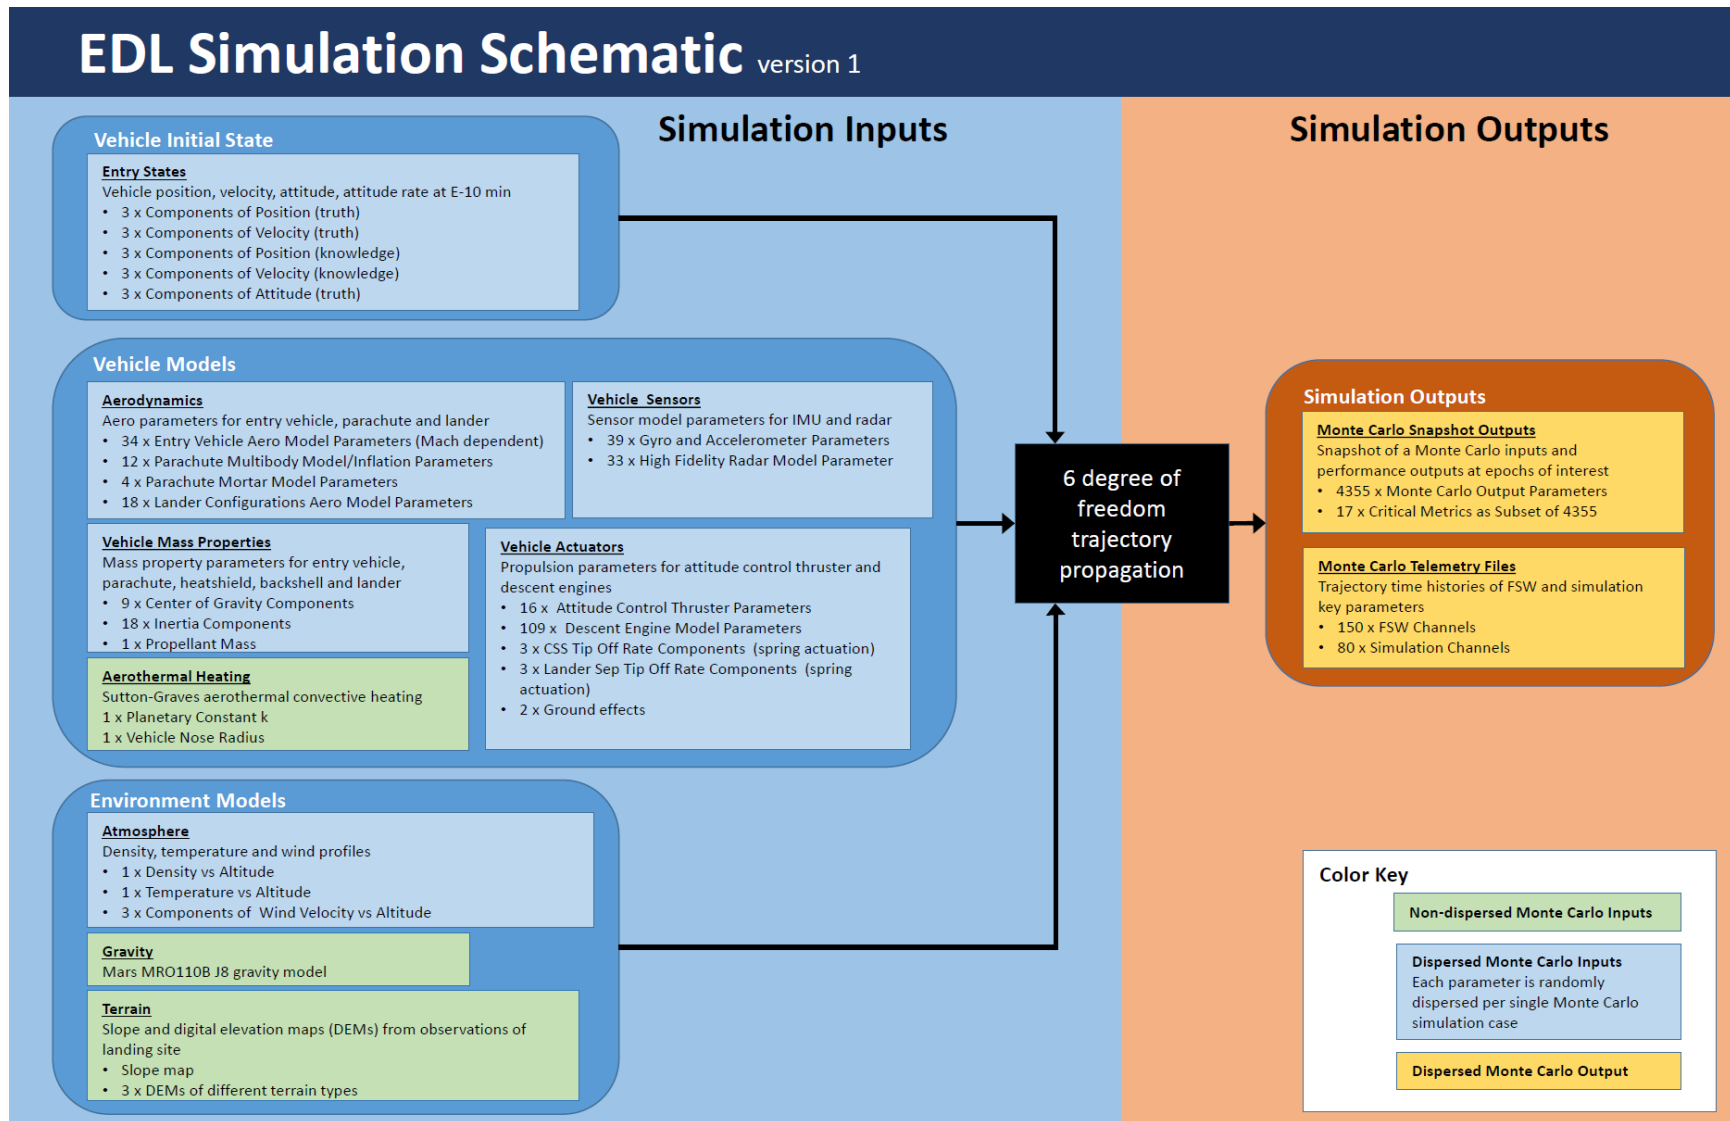 EDL Simulation Schematic version 1
Simulation Inputs
Simulation Outputs
Vehicle Initial State
Entry States
Vehicle position, velocity, attitude, attitude rate at E-10 min
• 3 x Components of Position (truth)
• 3 x Components of Velocity (truth)
• 3 x Components of Position (knowledge)
• 3 x Components of Velocity (knowledge)
• 3 x Components of Attitude (truth)
Vehicle Models
Aerodynamics
Aero parameters for entry vehicle, parachute and lander
• 34 x Entry Vehicle Aero Model Parameters (Mach dependent)
• 12 x Parachute Multibody Model/Inflation Parameters
• 4 x Parachute Mortar Model Parameters
• 18 x Lander Configurations Aero Model Parameters
Vehicle Sensors
Sensor model parameters for IMU and radar
• 39 x Gyro and Accelerometer Parameters
• 33 x High Fidelity Radar Model Parameter
Vehicle Mass Properties
Mass property parameters for entry vehicle,
parachute, heatshield, backshell and lander
• 9 x Center of Gravity Components
• 18 x Inertia Components
• 1 x Propellant Mass
Aerothermal Heating
Sutton-Graves aerothermal convective heating
1 x Planetary Constant k
1 x Vehicle Nose Radius
Vehicle Actuators
Propulsion parameters for attitude control thruster and
descent engines
• 16 x Attitude Control Thruster Parameters
• 109 x Descent Engine Model Parameters
• 3 x CSS Tip Off Rate Components (spring actuation)
• 3 x Lander Sep Tip Off Rate Components (spring
actuation)
• 2 x Ground effects
Environment Models
Atmosphere
Density, temperature and wind profiles
• 1 x Density vs Altitude
• 1 x Temperature vs Altitude
• 3 x Components of Wind Velocity vs Altitude
Gravity
Mars MRO110B J8 gravity model
Terrain
Slope and digital elevation maps (DEMs) from observations of
landing site
• Slope map
• 3 x DEMs of different terrain types
6 degree of
freedom
trajectory
propagation
Simulation Outputs
Monte Carlo Snapshot Outputs
Snapshot of a Monte Carlo inputs and
performance outputs at epochs of interest
• 4355 x Monte Carlo Output Parameters
• 17 x Critical Metrics as Subset of 4355
Monte Carlo Telemetry Files
Trajectory time histories of FSW and simulation
key parameters
• 150 x FSW Channels
• 80 x Simulation Channels
Color Key
Non-dispersed Monte Carlo Inputs
Dispersed Monte Carlo Inputs
Each parameter is randomly
dispersed per single Monte Carlo
simulation case
Dispersed Monte Carlo Output